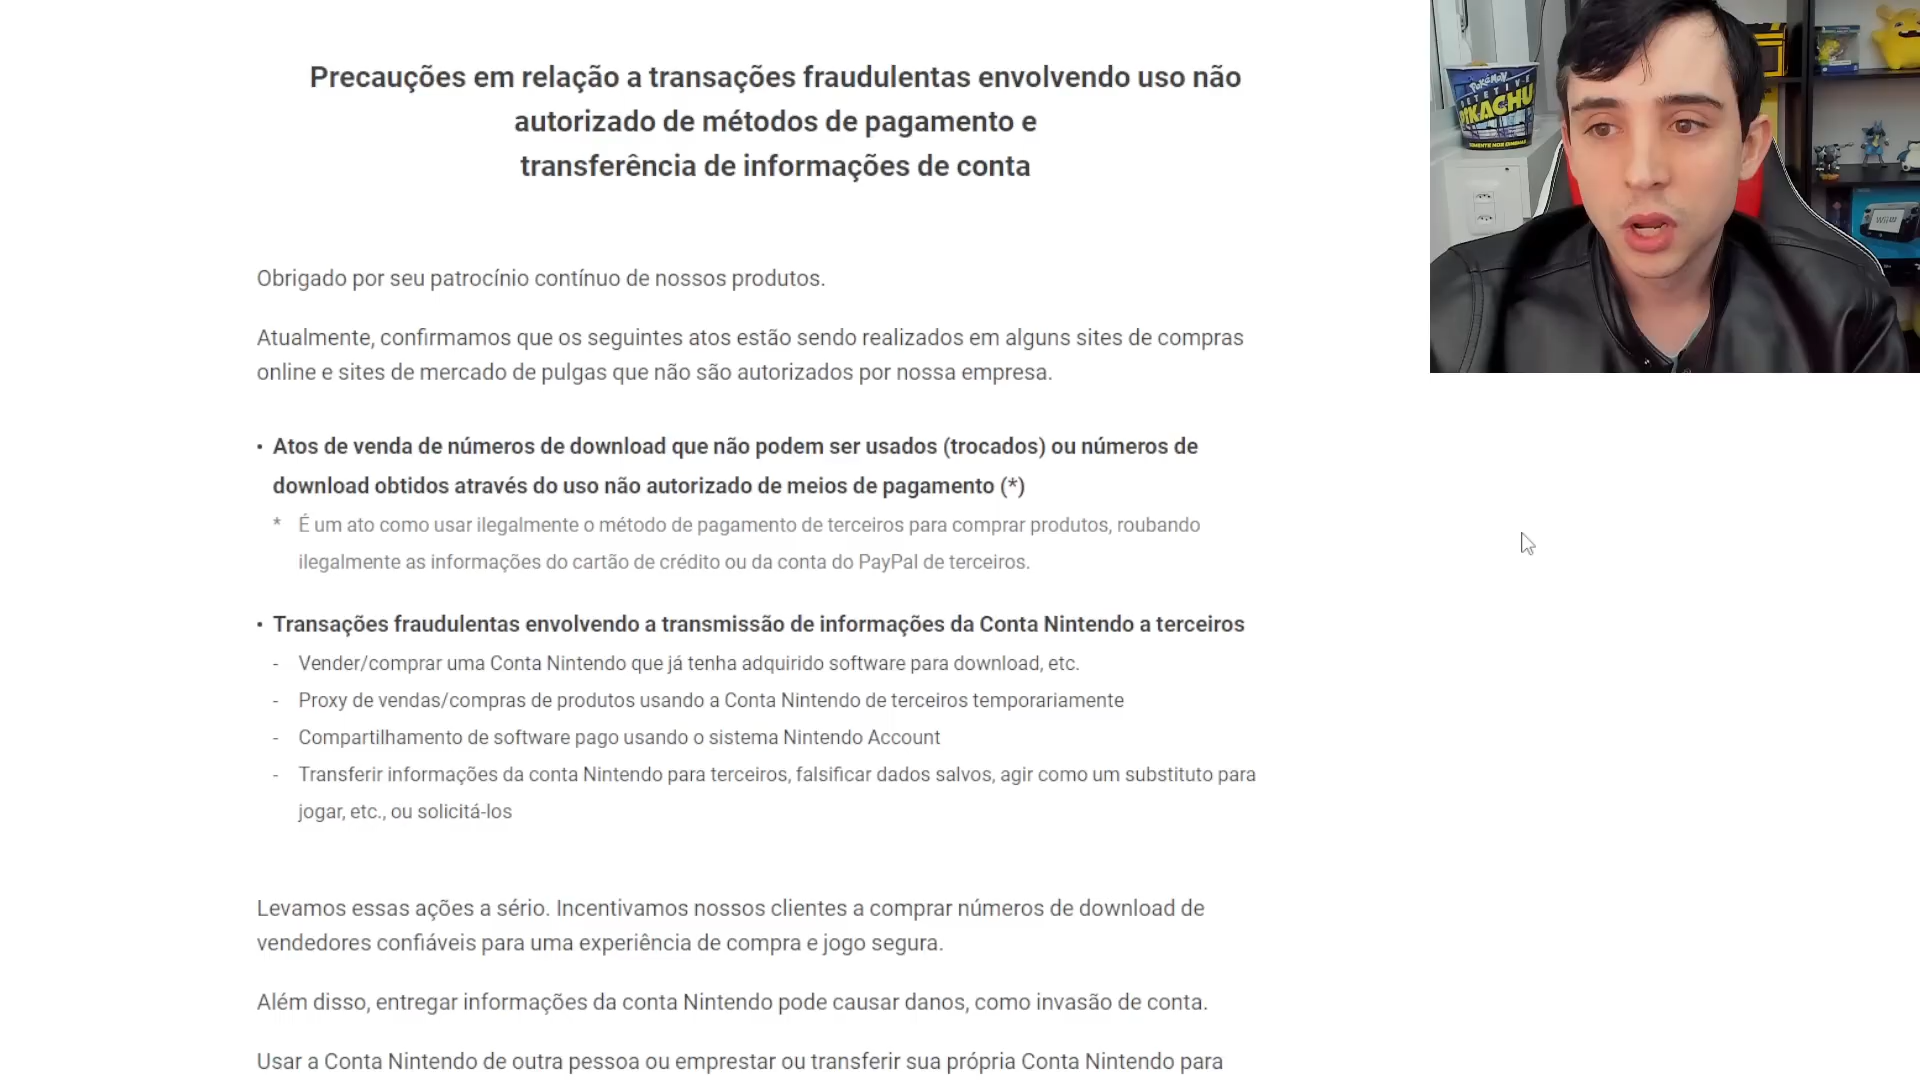 Precauções em relação a transações fraudulentas envolvendo uso não
autorizado de métodos de pagamento e
transferência de informações de conta
Obrigado por seu patrocínio contínuo de nossos produtos.
Atualmente, confirmamos que os seguintes atos estão sendo realizados em alguns sites de compras
online e sites de mercado de pulgas que não são autorizados por nossa empresa.
• Atos de venda de números de download que não podem ser usados (trocados) ou números de
download obtidos através do uso não autorizado de meios de pagamento (*)
* É um ato como usar ilegalmente o método de pagamento de terceiros para comprar produtos, roubando
ilegalmente as informações do cartão de crédito ou da conta do PayPal de terceiros.
• Transações fraudulentas envolvendo a transmissão de informações da Conta Nintendo a terceiros
- Vender/comprar uma Conta Nintendo que já tenha adquirido software para download, etc.
- Proxy de vendas/compras de produtos usando a Conta Nintendo de terceiros temporariamente
- Compartilhamento de software pago usando o sistema Nintendo Account
- Transferir informações da conta Nintendo para terceiros, falsificar dados salvos, agir como um substituto para
jogar, etc., ou solicitá-los
Levamos essas ações a sério. Incentivamos nossos clientes a comprar números de download de
vendedores confiáveis para uma experiência de compra e jogo segura.
Além disso, entregar informações da conta Nintendo pode causar danos, como invasão de conta.
Usar a Conta Nintendo de outra pessoa ou emprestar ou transferir sua própria Conta Nintendo para
POKÉMON
DETETIVE
PIKACHU
SOMENTE NOS CINEMAS
Wii U